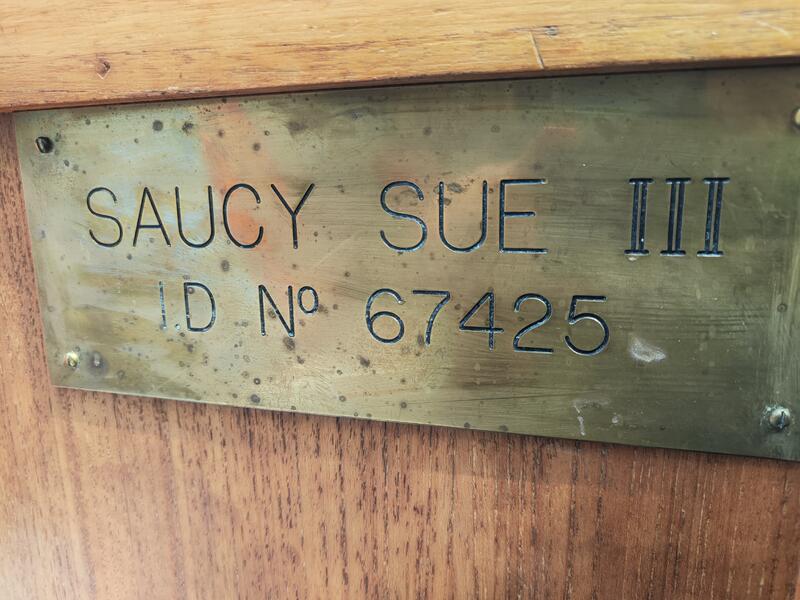 SAUCY SUE III
I.D Nº 67425